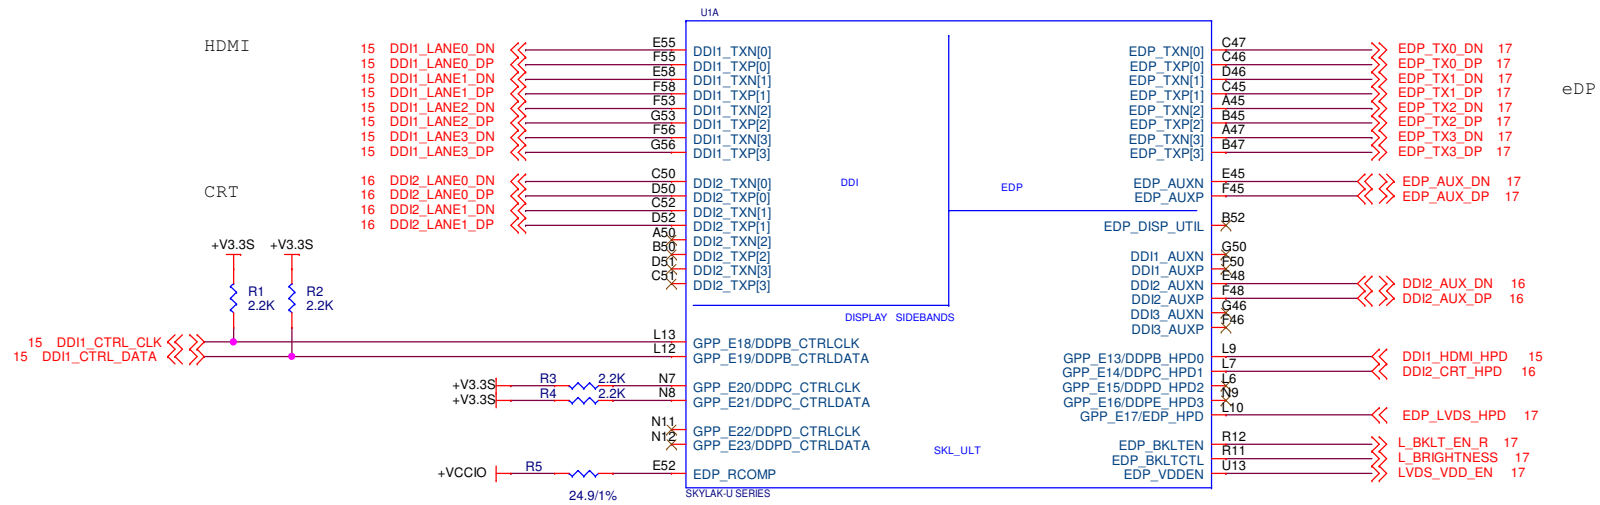 U1A
HDMI
15 DDI1_LANE0_DN E55 DDI1_TXN[0] EDP_TXN[0] C47 EDP_TX0_DN 17
15 DDI1_LANE0_DP F55 DDI1_TXP[0] EDP_TXP[0] C46 EDP_TX0_DP 17
15 DDI1_LANE1_DN E58 DDI1_TXN[1] EDP_TXN[1] D46 EDP_TX1_DN 17
15 DDI1_LANE1_DP F58 DDI1_TXP[1] EDP_TXP[1] C45 EDP_TX1_DP 17
eDP
15 DDI1_LANE2_DN F53 DDI1_TXN[2] EDP_TXN[2] A45 EDP_TX2_DN 17
15 DDI1_LANE2_DP G53 DDI1_TXP[2] EDP_TXP[2] B45 EDP_TX2_DP 17
15 DDI1_LANE3_DN F56 DDI1_TXN[3] EDP_TXN[3] A47 EDP_TX3_DN 17
15 DDI1_LANE3_DP G56 DDI1_TXP[3] EDP_TXP[3] B47 EDP_TX3_DP 17
CRT
16 DDI2_LANE0_DN C50 DDI2_TXN[0] DDI EDP EDP_AUXN E45 EDP_AUX_DN 17
16 DDI2_LANE0_DP D50 DDI2_TXP[0] EDP_AUXP F45 EDP_AUX_DP 17
16 DDI2_LANE1_DN C52 DDI2_TXN[1]
16 DDI2_LANE1_DP D52 DDI2_TXP[1] EDP_DISP_UTIL B52
A50 DDI2_TXN[2]
B50 DDI2_TXP[2] DDI1_AUXN G50
D51 DDI2_TXN[3] DDI1_AUXP F50
C51 DDI2_TXP[3] DDI2_AUXN E48 DDI2_AUX_DN 16
DDI2_AUXP F48 DDI2_AUX_DP 16
+V3.3S +V3.3S
R1 R2
2.2K 2.2K
DISPLAY SIDEBANDS DDI3_AUXN G46
DDI3_AUXP F46
15 DDI1_CTRL_CLK L13 GPP_E18/DDPB_CTRLCLK
15 DDI1_CTRL_DATA L12 GPP_E19/DDPB_CTRLDATA GPP_E13/DDPB_HPD0 L9 DDI1_HDMI_HPD 15
GPP_E14/DDPC_HPD1 L7 DDI2_CRT_HPD 16
+V3.3S R3 2.2K N7 GPP_E20/DDPC_CTRLCLK GPP_E15/DDPD_HPD2 L6
+V3.3S R4 2.2K N8 GPP_E21/DDPC_CTRLDATA GPP_E16/DDPE_HPD3 N9
GPP_E17/EDP_HPD L10 EDP_LVDS_HPD 17
N11 GPP_E22/DDPD_CTRLCLK
N12 GPP_E23/DDPD_CTRLDATA EDP_BKLTEN R12 L_BKLT_EN_R 17
SKL_ULT EDP_BKLTCTL R11 L_BRIGHTNESS 17
+VCCIO R5 24.9/1% E52 EDP_RCOMP EDP_VDDEN U13 LVDS_VDD_EN 17
SKYLAK-U SERIES